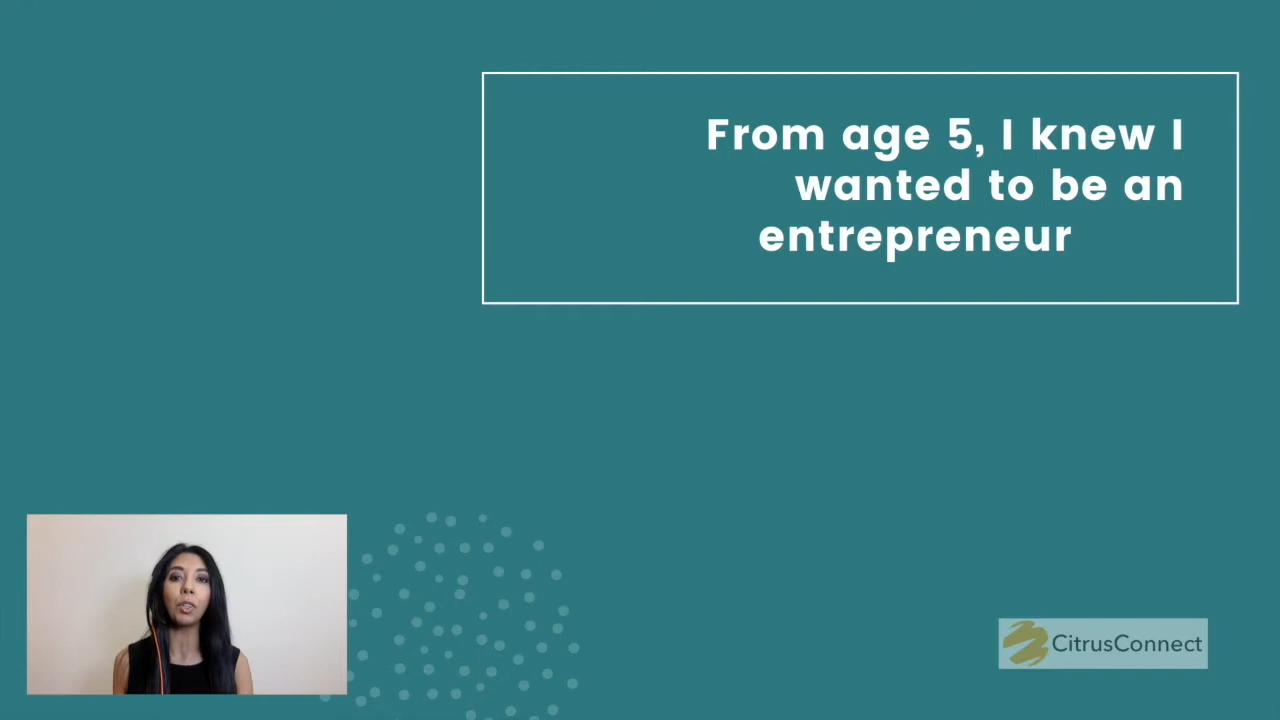 From age 5, I knew I
wanted to be an
entrepreneur
CitrusConnect